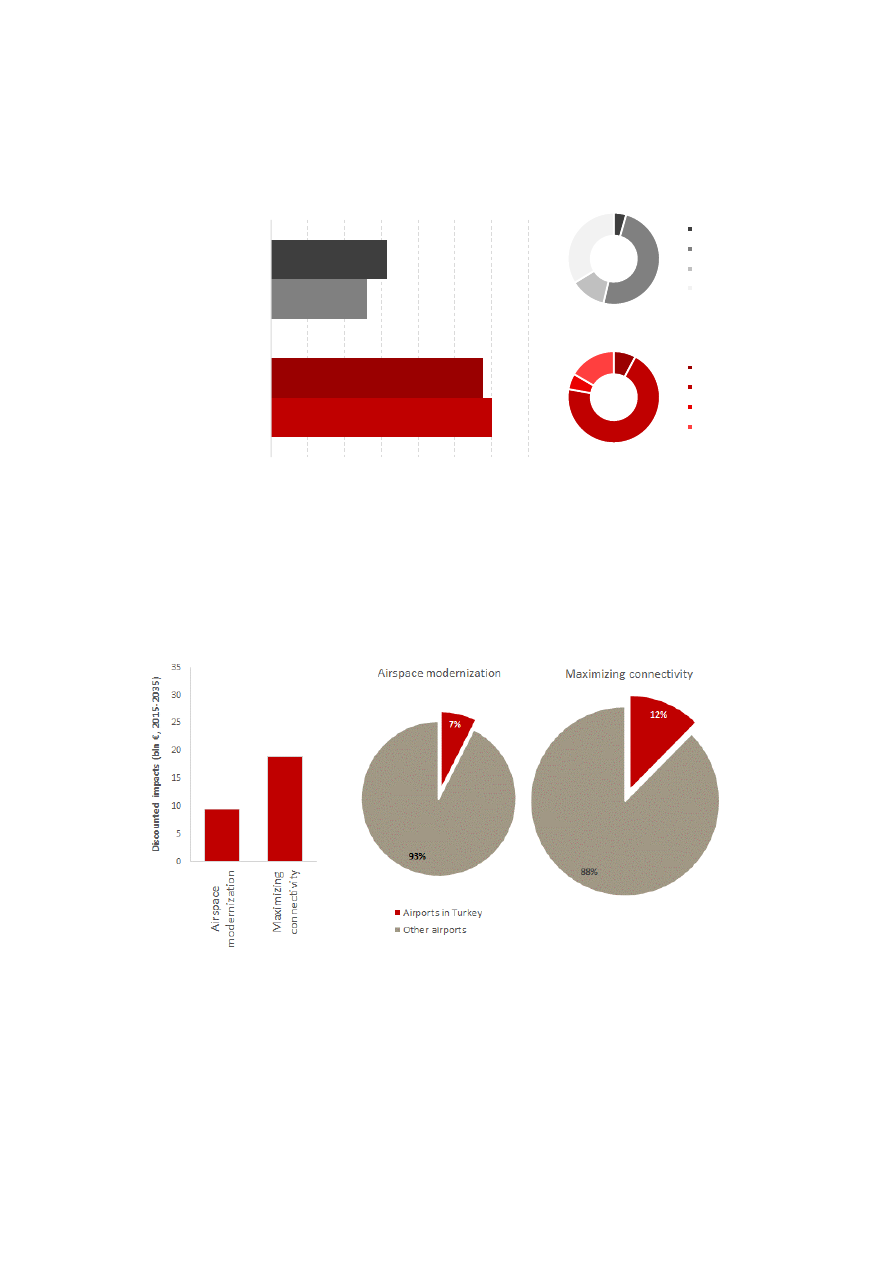 Discounted impacts (bln €, 2015-2035)
35
30
25
20
15
10
5
0
Airspace
modernization
Maximizing
connectivity
Airspace modernization
7%
93%
Maximizing connectivity
12%
88%
Airports in Turkey
Other airports